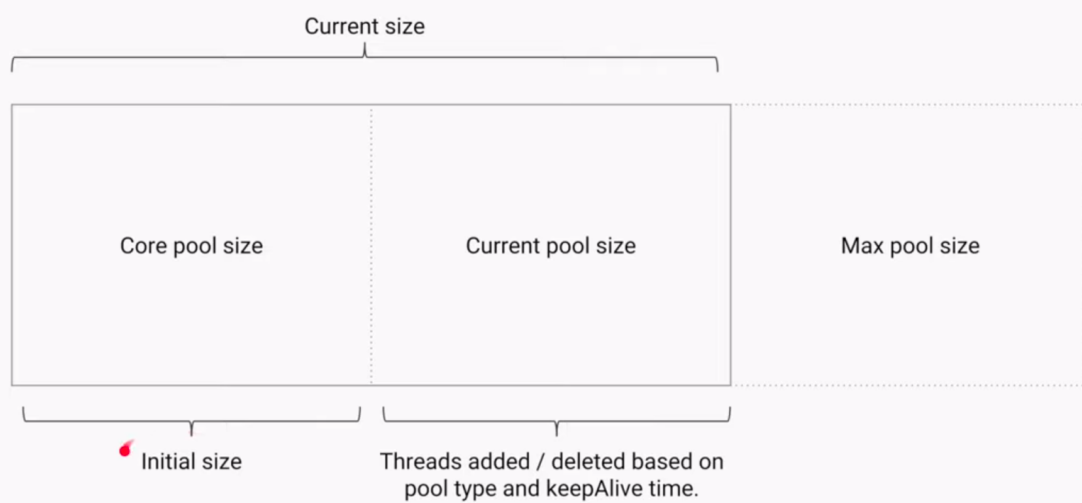 Current size
Core pool size
Current pool size
Max pool size
Initial size
Threads added / deleted based on
pool type and keepAlive time.